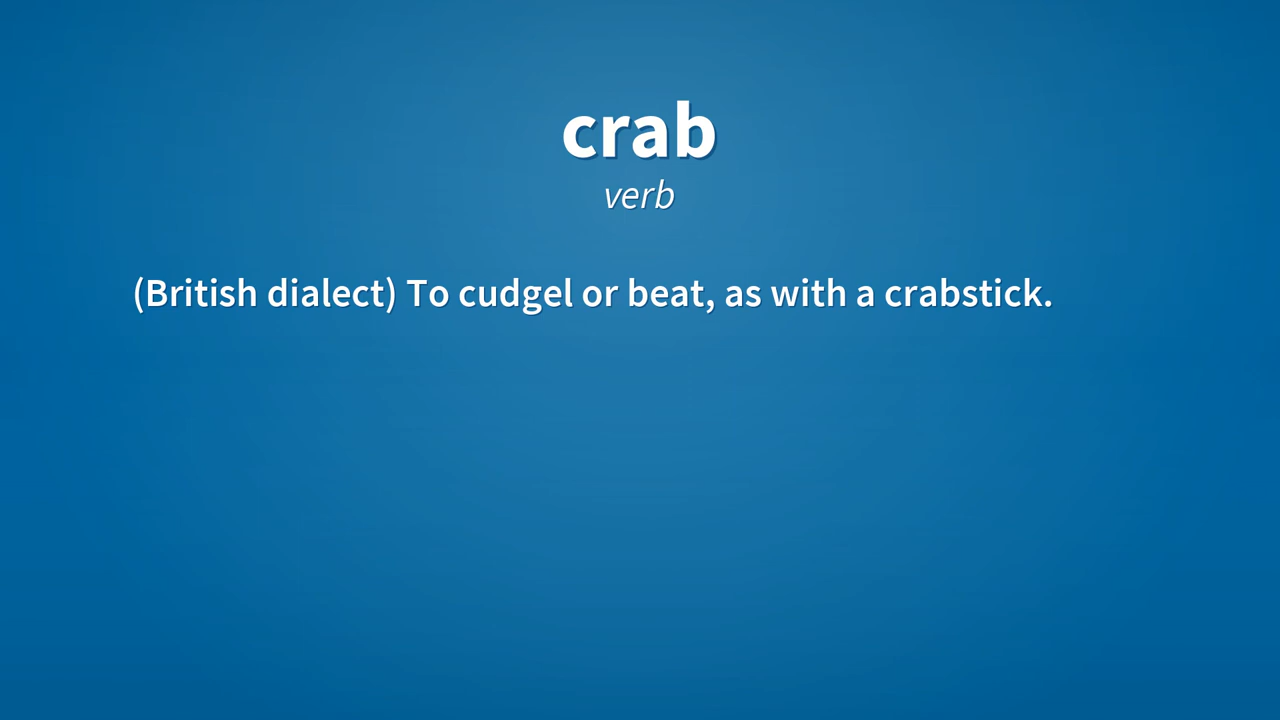 crab
verb
(British dialect) To cudgel or beat, as with a crabstick.